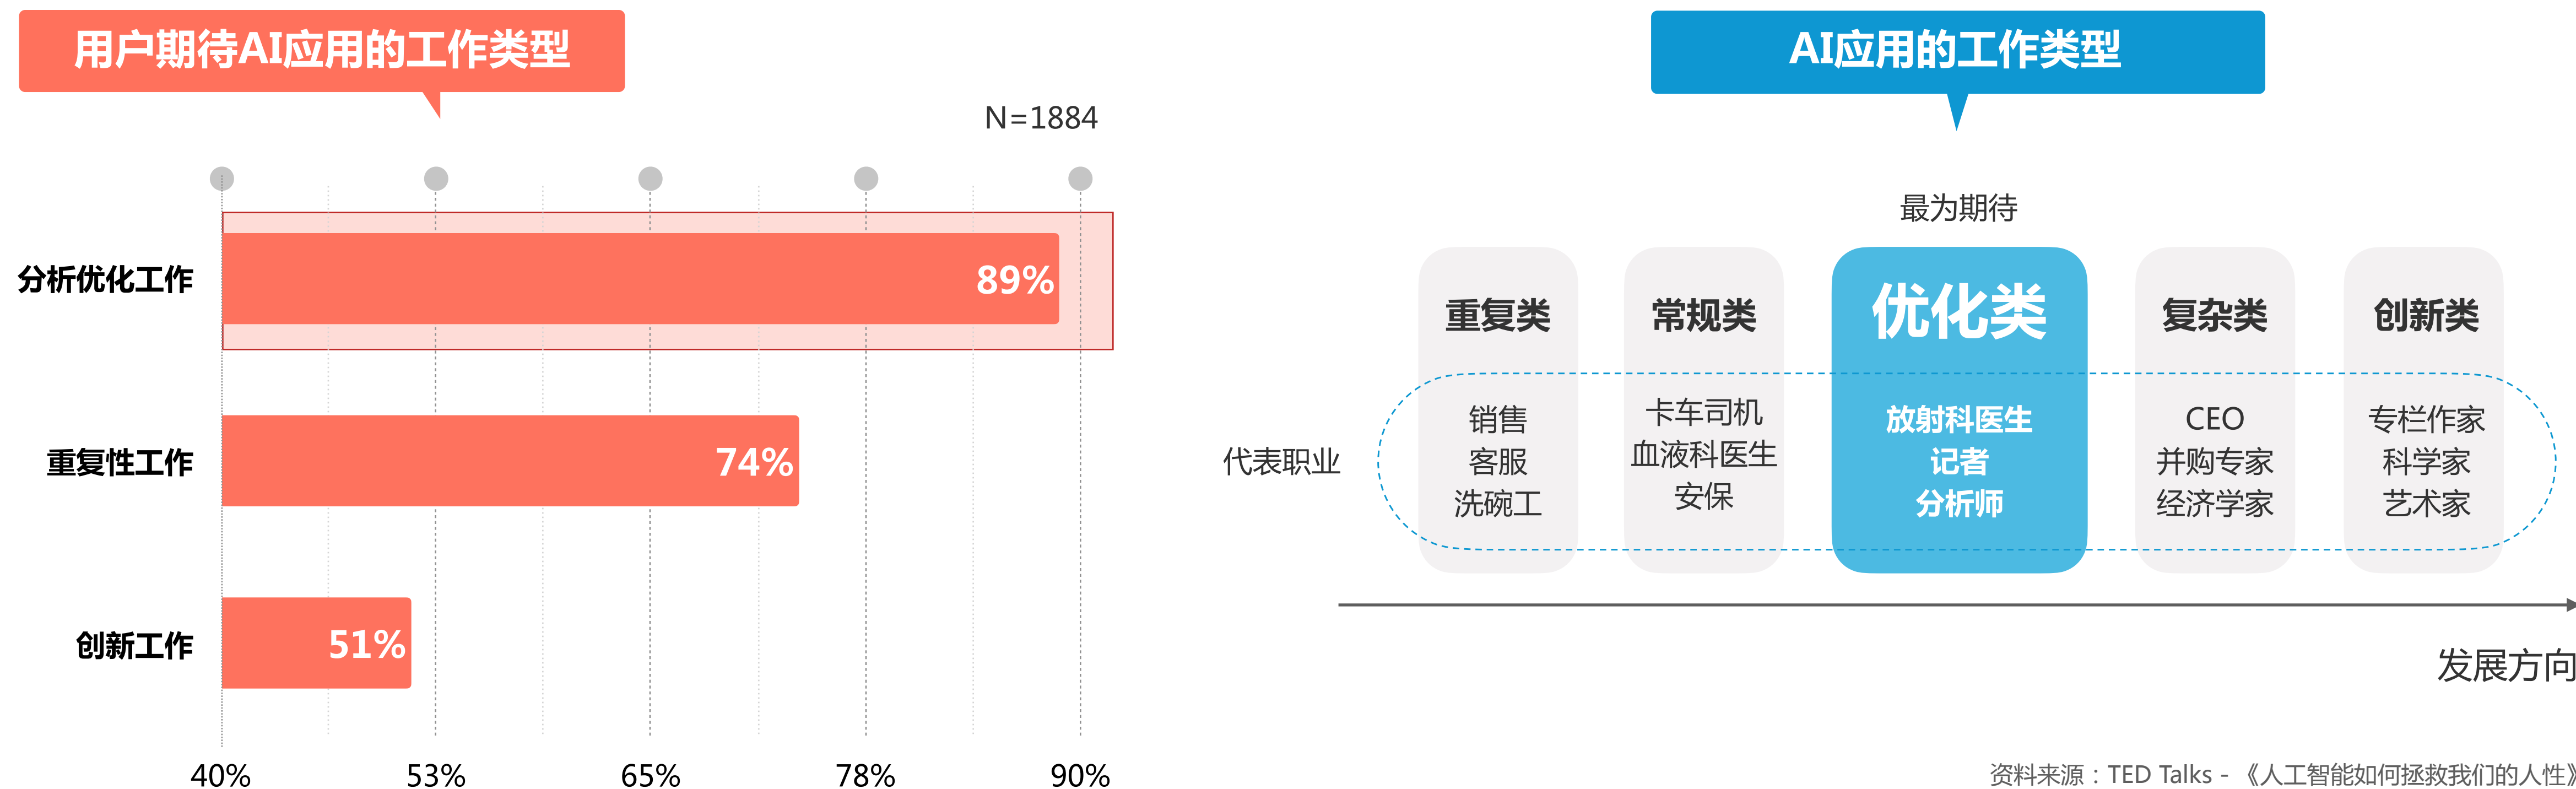 用户期待AI应用的工作类型
N=1884
分析优化工作
89%
重复性工作
74%
创新工作
51%
40%
53%
65%
78%
90%
AI应用的工作类型
最为期待
重复类
常规类
优化类
复杂类
创新类
代表职业
销售
客服
洗碗工
卡车司机
血液科医生
安保
放射科医生
记者
分析师
CEO
并购专家
经济学家
专栏作家
科学家
艺术家
发展方向
资料来源：TED Talks - 《人工智能如何拯救我们的人性》